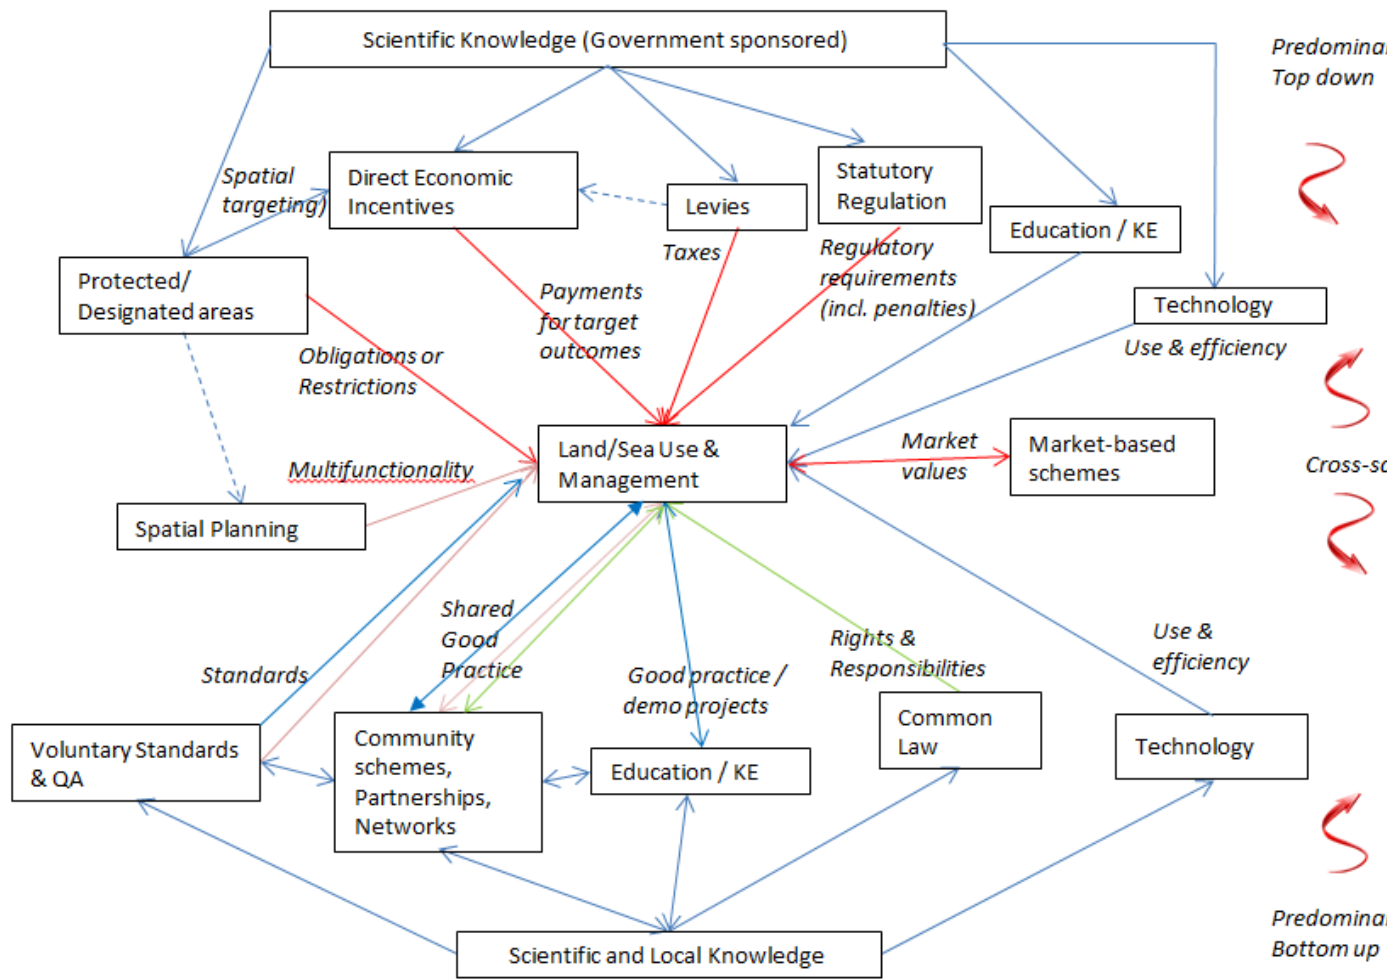 Scientific Knowledge (Government sponsored)
Predominan
Top down
Spatial
targeting)
Direct Economic
Incentives
Levies
Statutory
Regulation
Education / KE
Taxes
Regulatory
requirements
(incl. penalties)
Protected/
Designated areas
Payments
for target
outcomes
Technology
Use & efficiency
Obligations or
Restrictions
Land/Sea Use &
Management
Market
values
Market-based
schemes
Multifunctionality
Cross-sc
Spatial Planning
Shared
Good
Practice
Standards
Good practice /
demo projects
Rights &
Responsibilities
Use &
efficiency
Voluntary Standards
& QA
Community
schemes,
Partnerships,
Networks
Education / KE
Common
Law
Technology
Scientific and Local Knowledge
Predominan
Bottom up